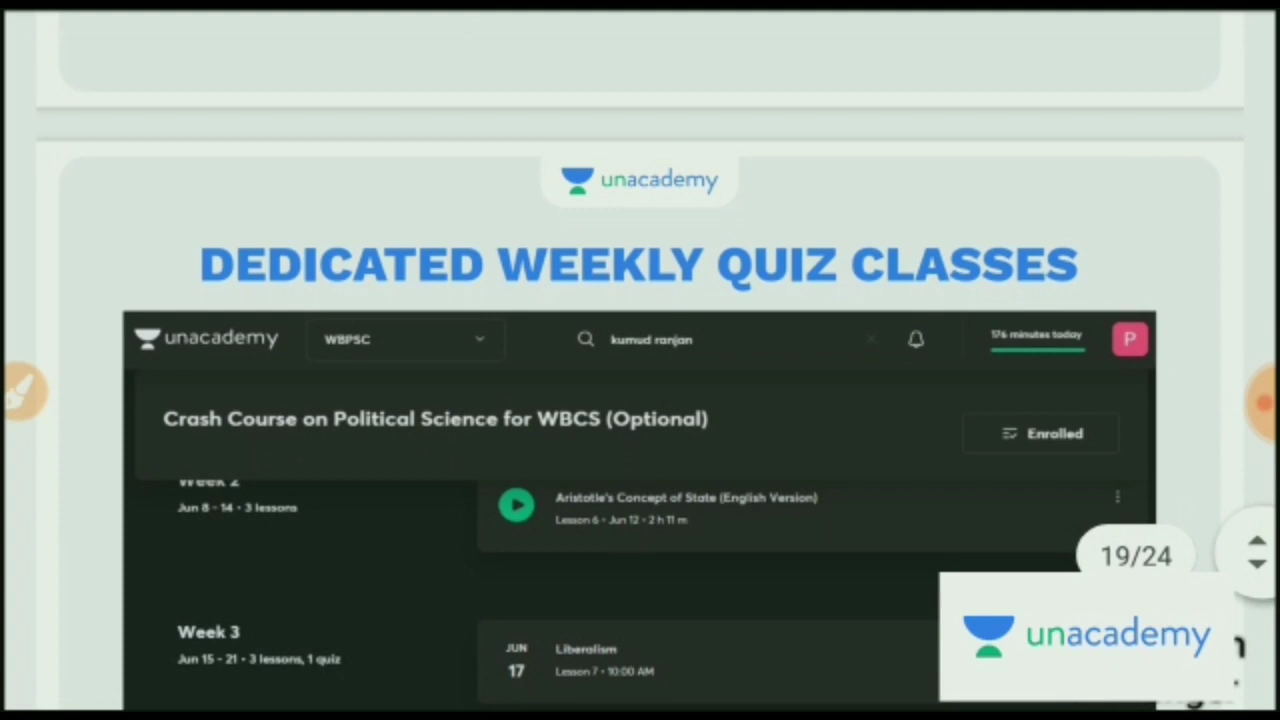 unacademy
DEDICATED WEEKLY QUIZ CLASSES
unacademy WBPSC kumud ranjan 176 minutes today P
Crash Course on Political Science for WBCS (Optional)
Enrolled
Week 2
Jun 8 - 14 • 3 lessons
Aristotle's Concept of State (English Version)
Lesson 6 • Jun 12 • 2 h 11 m
19/24
Week 3
Jun 15 - 21 • 3 lessons, 1 quiz
JUN
17
Liberalism
Lesson 7 • 10:00 AM
unacademy